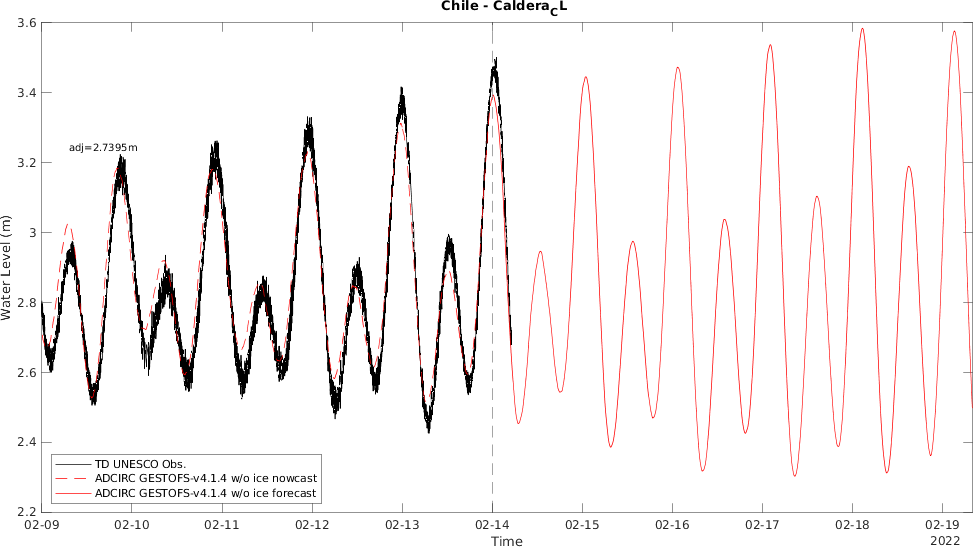 Chile - Caldera_CL
3.6
3.4
3.2
3
2.8
2.6
2.4
2.2
Water Level (m)
adj=2.7395m
TD UNESCO Obs.
ADCIRC GESTOFS-v4.1.4 w/o ice nowcast
ADCIRC GESTOFS-v4.1.4 w/o ice forecast
02-09 02-10 02-11 02-12 02-13 02-14 02-15 02-16 02-17 02-18 02-19
Time 2022